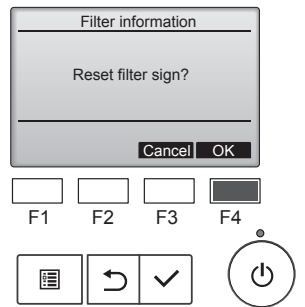 Filter information
Reset filter sign?
Cancel OK
F1 F2 F3 F4